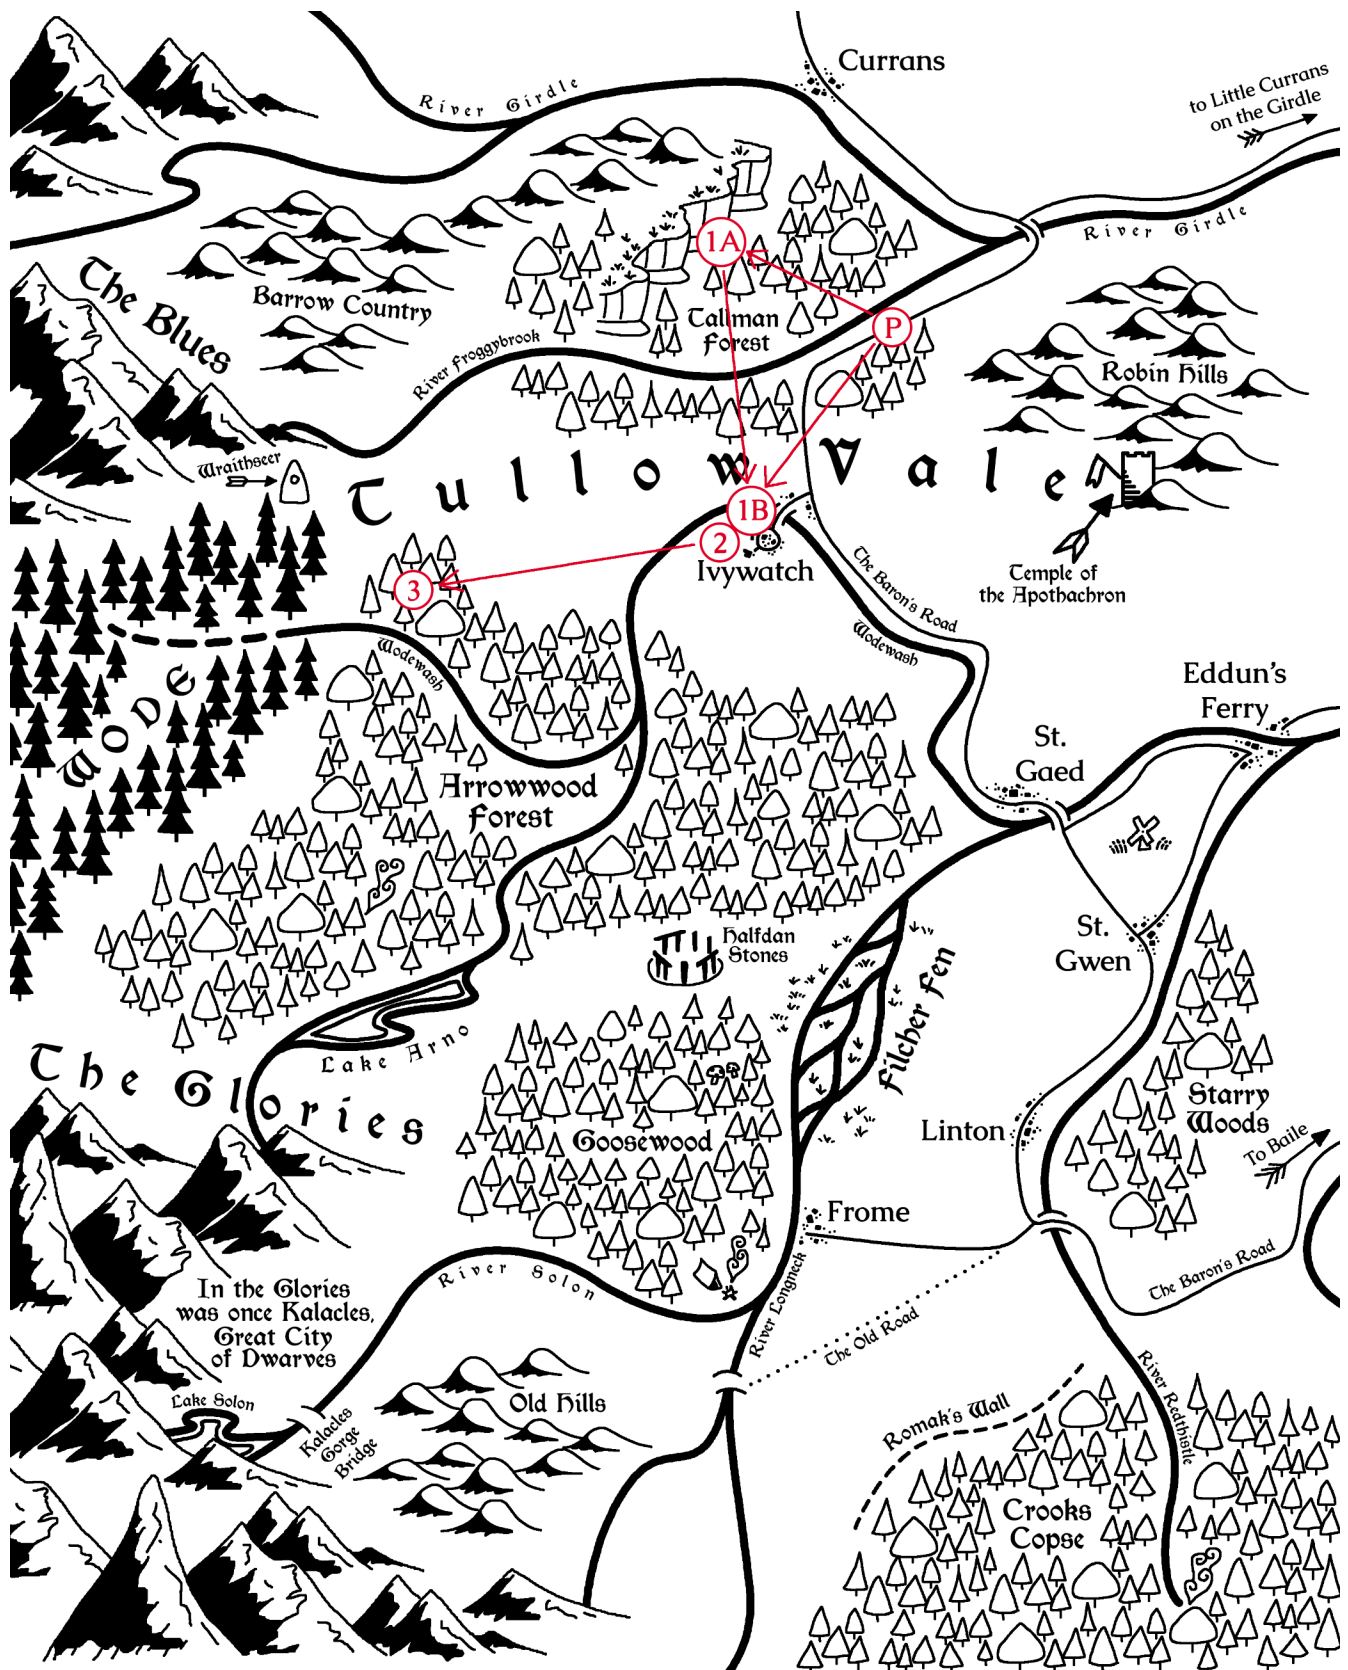 Currans
to Little Currans
on the Girdle
River Girdle
River Girdle
1A
The Blues
Barrow Country
P
Tallman
Forest
River Froggybrook
Robin Hills
Wraithseer
Tullow Vale
1B
2
Ivywatch
3
The Baron's Road
Temple of
the Apothachron
Wodewash
Wodewash
WODE
Eddun's
Ferry
St.
Gaed
Arrowwood
Forest
St.
Gwen
Halfdan
Stones
Filcher Fen
Lake Arno
The Glories
Starry
Woods
Linton
Goosewood
To Baile
Frome
River Solon
The Baron's Road
In the Glories
was once Kalacles,
Great City
of Dwarves
River Longneck
The Old Road
Lake Solon
Old Hills
Kalacles
Gorge
Bridge
Romak's Wall
River Redthistle
Crooks
Copse